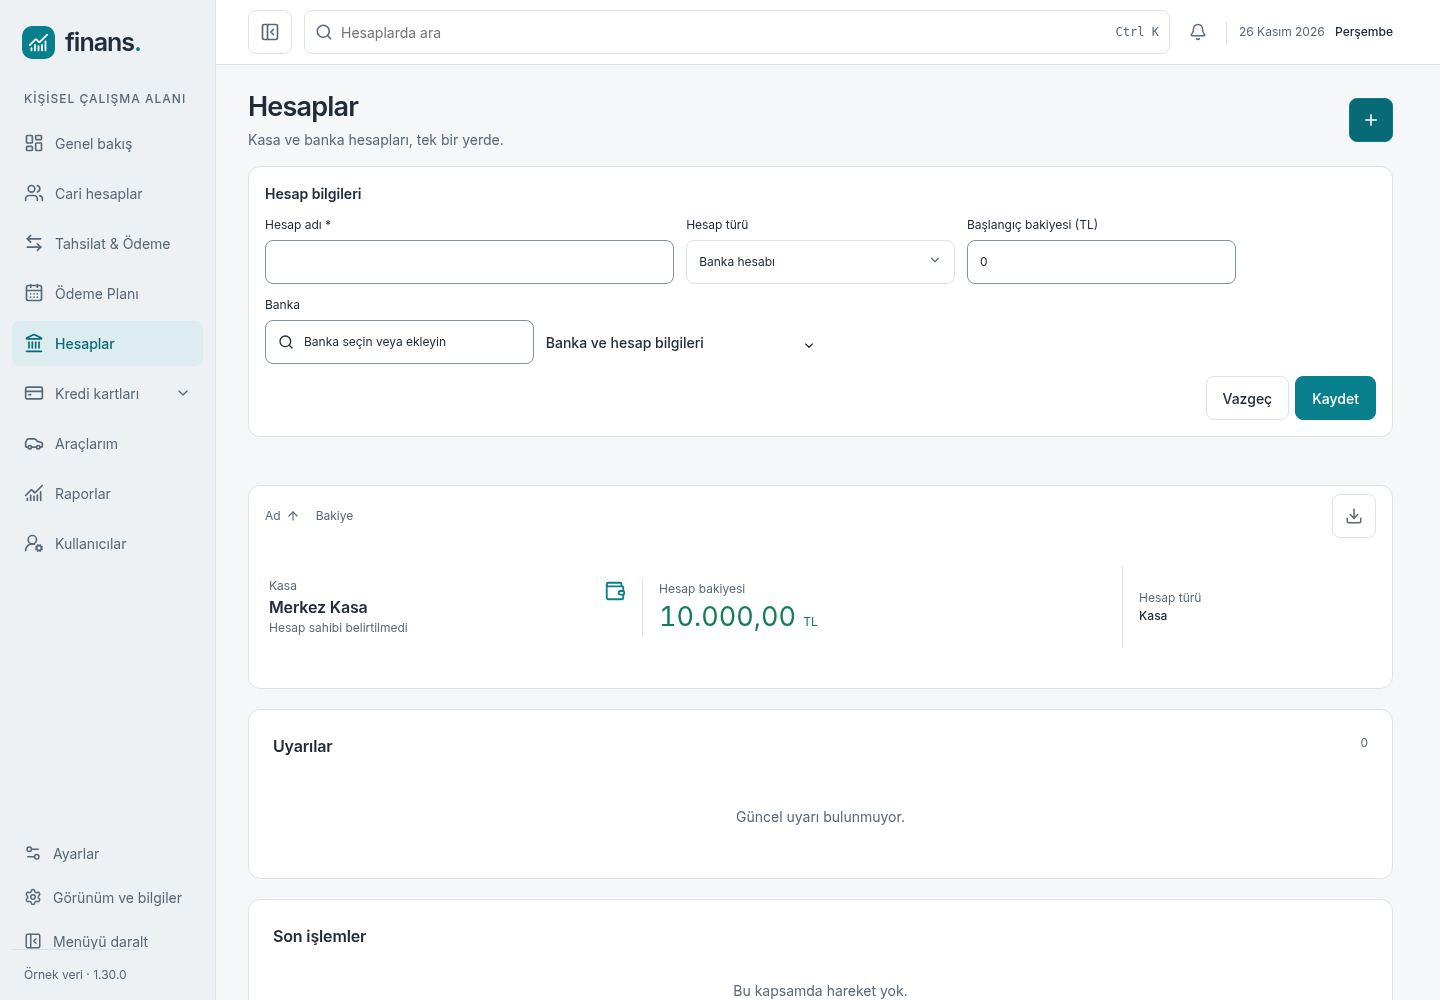 finans.
KİŞİSEL ÇALIŞMA ALANI
Genel bakış
Cari hesaplar
Tahsilat & Ödeme
Ödeme Planı
Hesaplar
Kredi kartları
Araçlarım
Raporlar
Kullanıcılar
Ayarlar
Görünüm ve bilgiler
Menüyü daralt
Örnek veri · 1.30.0
Hesaplarda ara
Ctrl K
26 Kasım 2026 Perşembe
Hesaplar
Kasa ve banka hesapları, tek bir yerde.
Hesap bilgileri
Hesap adı *
Hesap türü
Banka hesabı
Başlangıç bakiyesi (TL)
0
Banka
Banka seçin veya ekleyin
Banka ve hesap bilgileri
Vazgeç
Kaydet
Ad
Bakiye
Kasa
Merkez Kasa
Hesap sahibi belirtilmedi
Hesap bakiyesi
10.000,00 TL
Hesap türü
Kasa
Uyarılar
0
Güncel uyarı bulunmuyor.
Son işlemler
Bu kapsamda hareket yok.